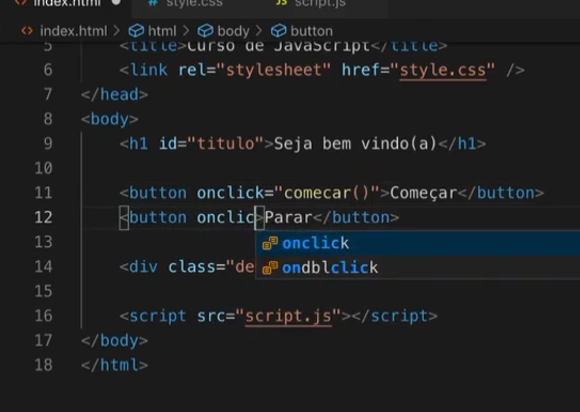 index.html style.css script.js
index.html > html > body > button
5 <title>Curso de JavaScript</title>
6 <link rel="stylesheet" href="style.css" />
7 </head>
8 <body>
9 <h1 id="titulo">Seja bem vindo(a)</h1>
10
11 <button onclick="comecar()">Começar</button>
12 <button onclic>Parar</button>
13 onclick
14 <div class="de ondblclick
15
16 <script src="script.js"></script>
17 </body>
18 </html>